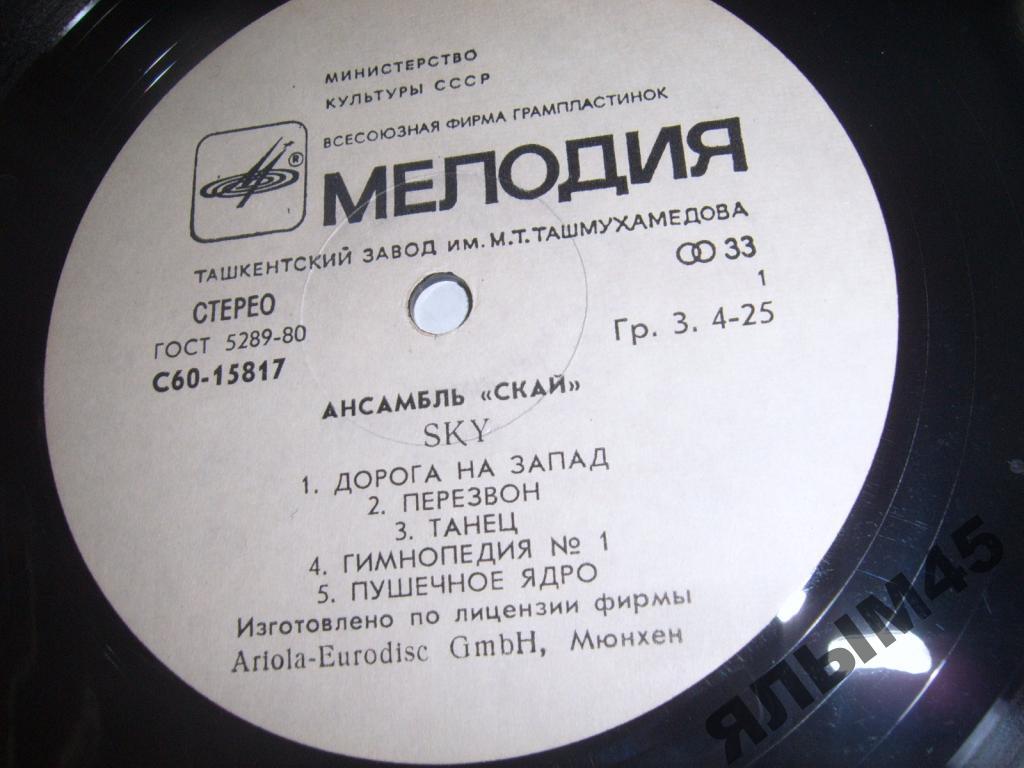 МИНИСТЕРСТВО
КУЛЬТУРЫ СССР
ВСЕСОЮЗНАЯ ФИРМА ГРАМПЛАСТИНОК
®
МЕЛОДИЯ
ТАШКЕНТСКИЙ ЗАВОД ИМ. М.Т. ТАШМУХАМЕДОВА
СТЕРЕО
33
ГОСТ 5289-80
1
С60-15817
Гр. 3. 4-25
АНСАМБЛЬ «СКАЙ»
SKY
1. ДОРОГА НА ЗАПАД
2. ПЕРЕЗВОН
3. ТАНЕЦ
4. ГИМНОПЕДИЯ № 1
5. ПУШЕЧНОЕ ЯДРО
Изготовлено по лицензии фирмы
Ariola-Eurodisc GmbH, Мюнхен
ЯЛЫМ45